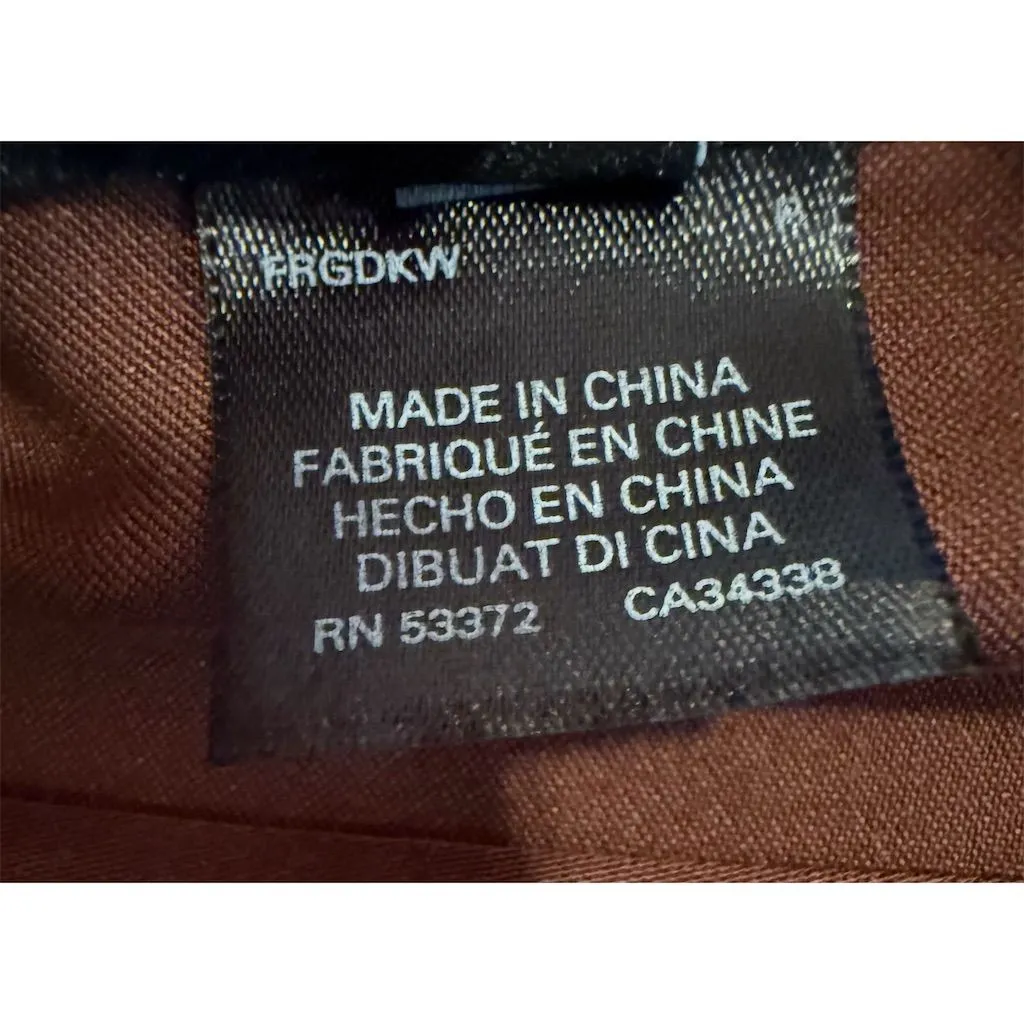 FRGDKW
MADE IN CHINA
FABRIQUÉ EN CHINE
HECHO EN CHINA
DIBUAT DI CINA
RN 53372 CA34338